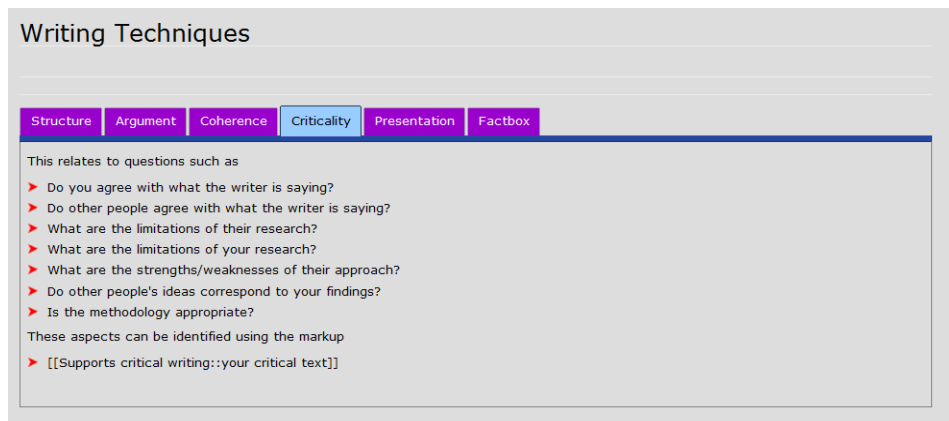 Writing Techniques
Structure Argument Coherence Criticality Presentation Factbox
This relates to questions such as
Do you agree with what the writer is saying?
Do other people agree with what the writer is saying?
What are the limitations of their research?
What are the limitations of your research?
What are the strengths/weaknesses of their approach?
Do other people's ideas correspond to your findings?
Is the methodology appropriate?
These aspects can be identified using the markup
[[Supports critical writing::your critical text]]